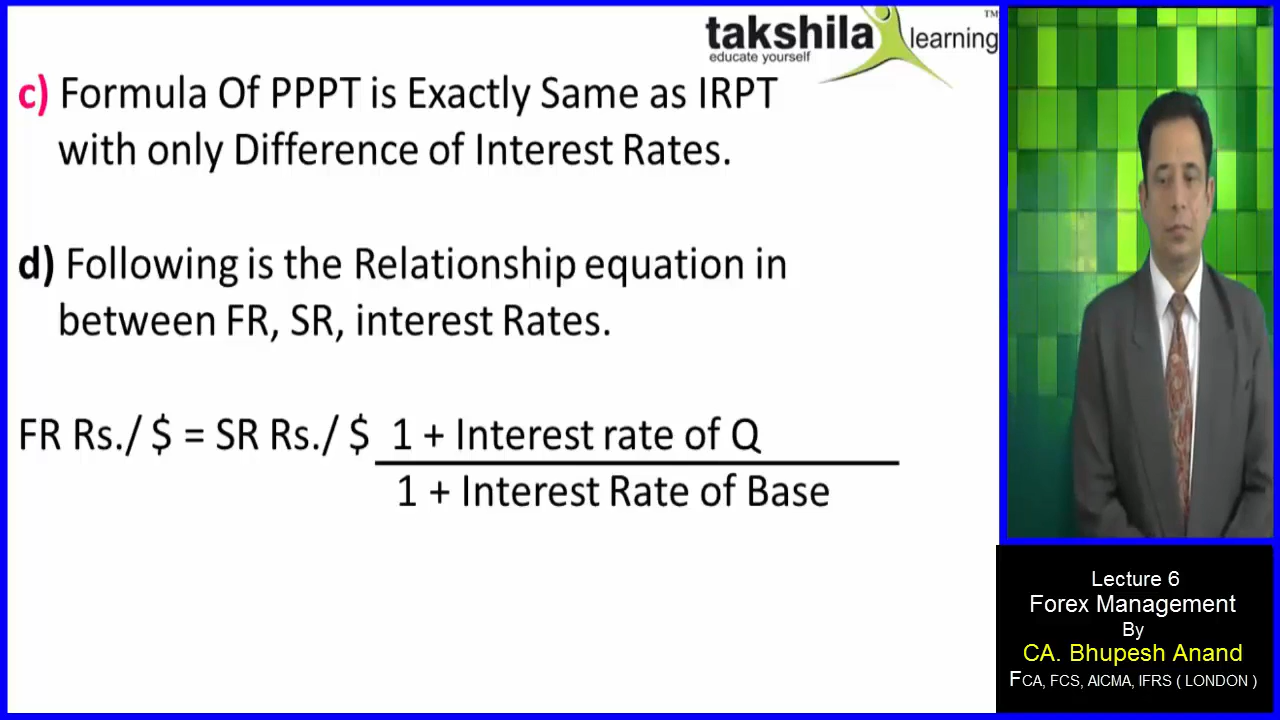 takshila learning™
educate yourself
c) Formula Of PPPT is Exactly Same as IRPT
with only Difference of Interest Rates.
d) Following is the Relationship equation in
between FR, SR, interest Rates.
FR Rs./ $ = SR Rs./ $ 1 + Interest rate of Q
1 + Interest Rate of Base
Lecture 6
Forex Management
By
CA. Bhupesh Anand
FCA, FCS, AICMA, IFRS ( LONDON )